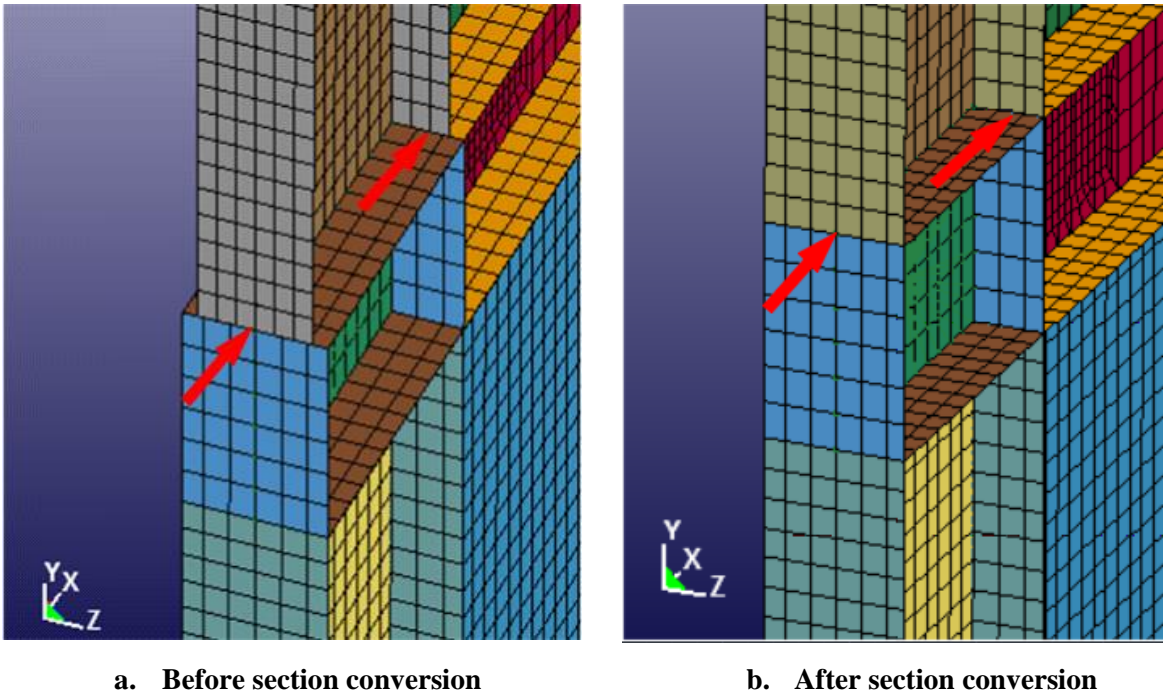 Y
X
Z
Y
X
Z
a. Before section conversion
b. After section conversion